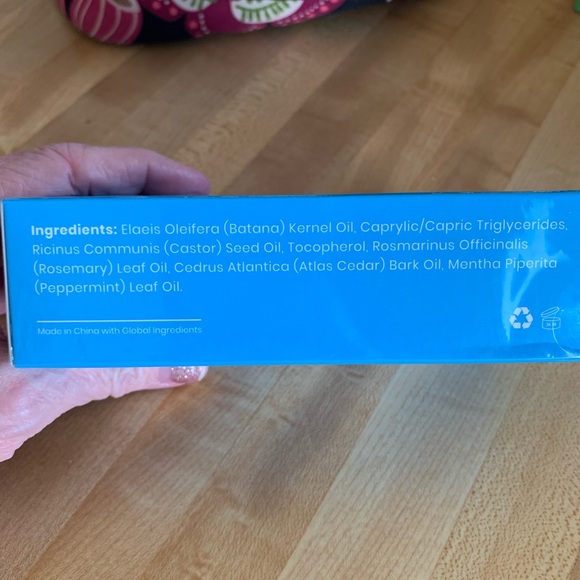 Ingredients: Elaeis Oleifera (Batana) Kernel Oil, Caprylic/Capric Triglycerides,
Ricinus Communis (Castor) Seed Oil, Tocopherol, Rosmarinus Officinalis
(Rosemary) Leaf Oil, Cedrus Atlantica (Atlas Cedar) Bark Oil, Mentha Piperita
(Peppermint) Leaf Oil.
Made in China with Global Ingredients